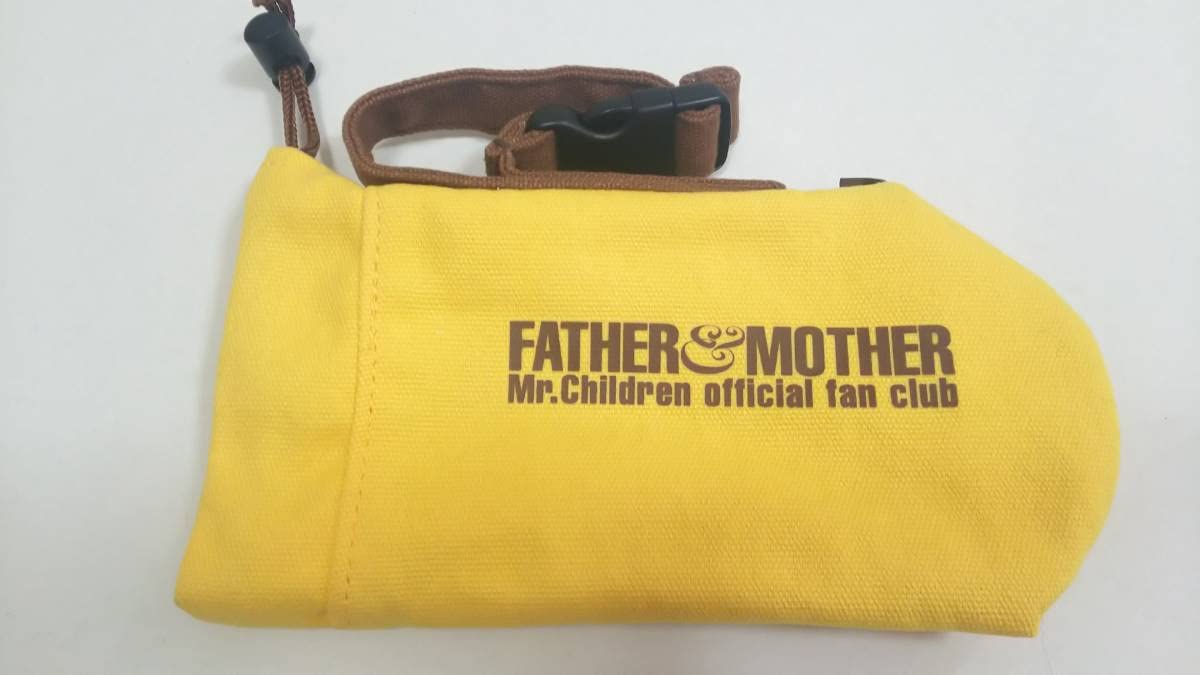 FATHER&MOTHER
Mr.Children official fan club